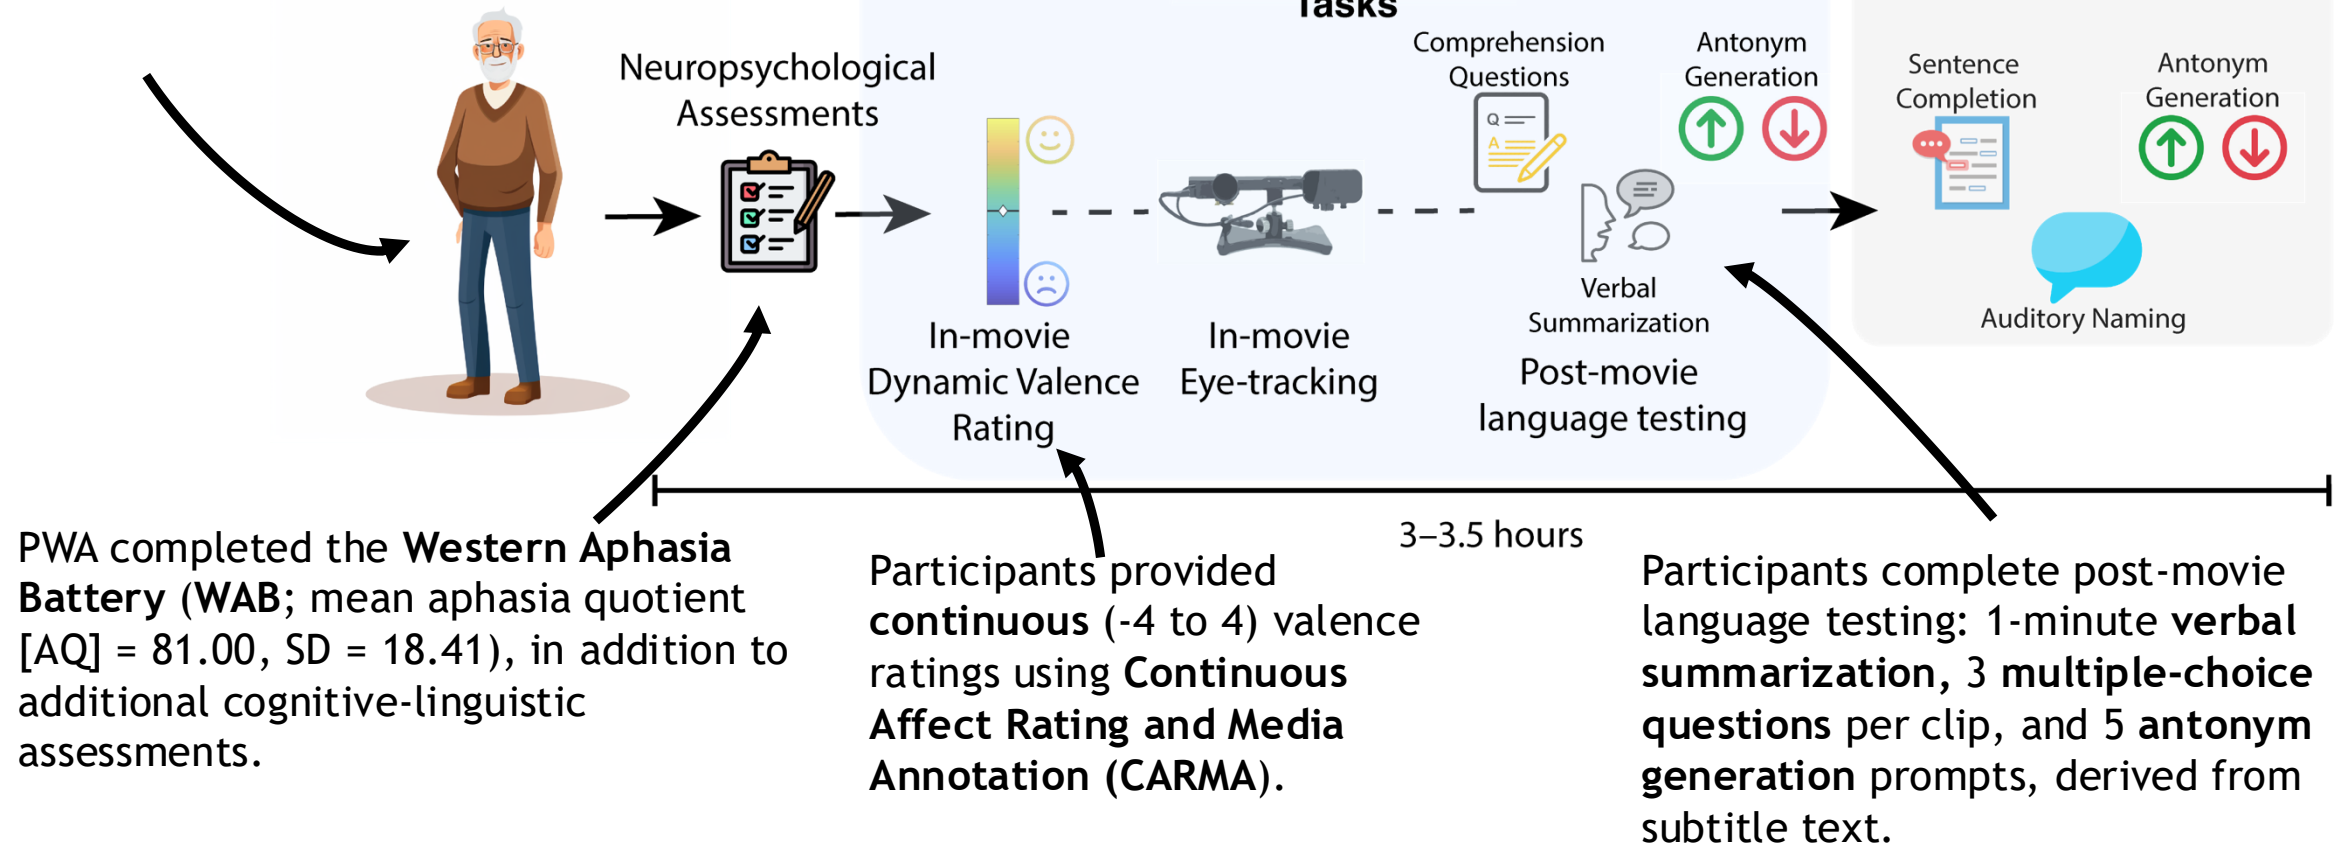 Tasks
Neuropsychological
Assessments
In-movie
Dynamic Valence
Rating
In-movie
Eye-tracking
Comprehension
Questions
Q
A
Antonym
Generation
Verbal
Summarization
Post-movie
language testing
Sentence
Completion
Antonym
Generation
Auditory Naming
3–3.5 hours
PWA completed the Western Aphasia
Battery (WAB; mean aphasia quotient
[AQ] = 81.00, SD = 18.41), in addition to
additional cognitive-linguistic
assessments.
Participants provided
continuous (-4 to 4) valence
ratings using Continuous
Affect Rating and Media
Annotation (CARMA).
Participants complete post-movie
language testing: 1-minute verbal
summarization, 3 multiple-choice
questions per clip, and 5 antonym
generation prompts, derived from
subtitle text.